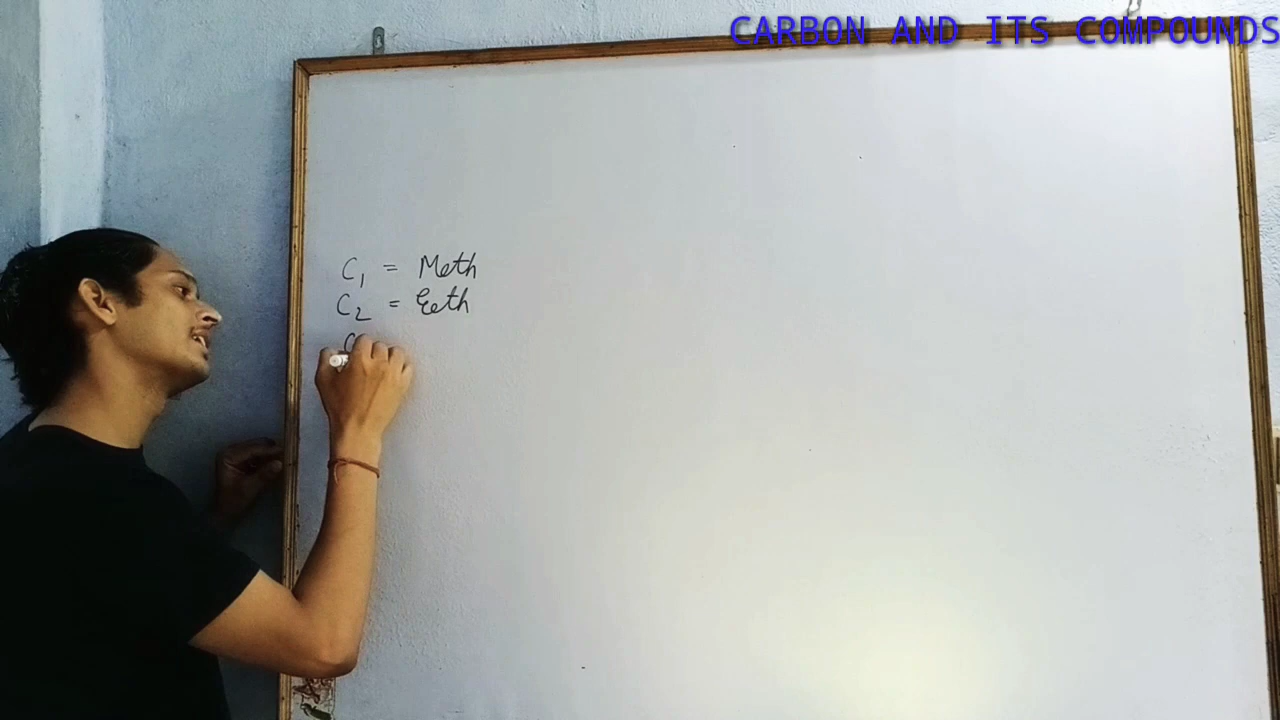 CARBON AND ITS COMPOUNDS
C₁ = Meth
C₂ = Eeth
C